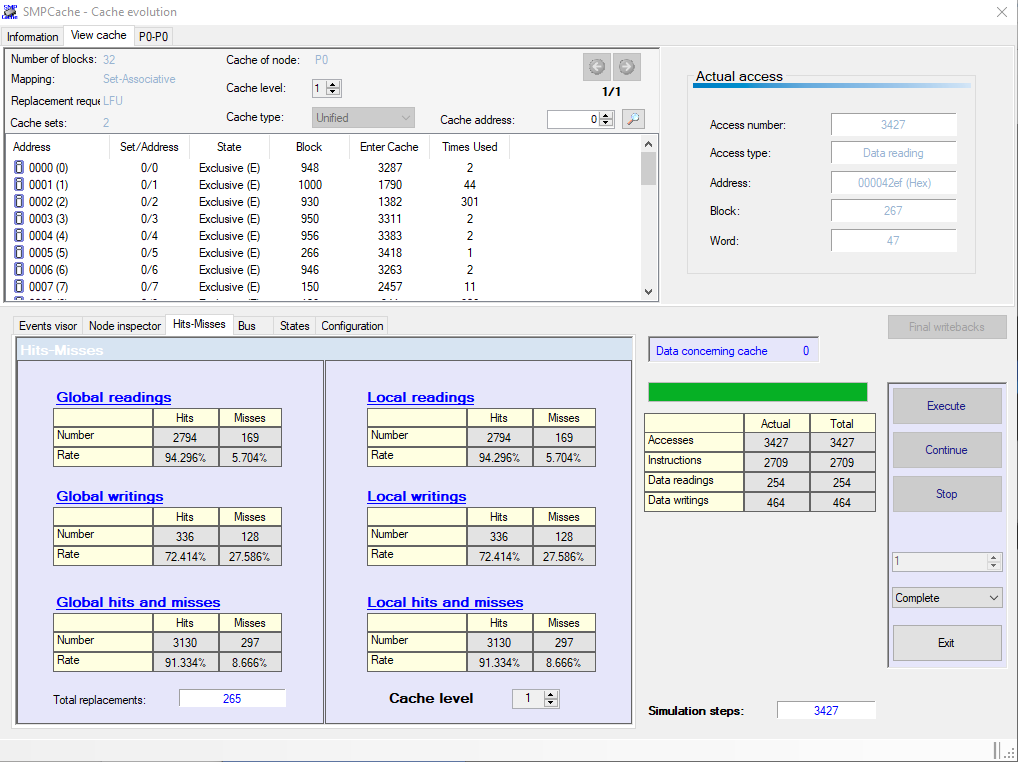 SMPCache - Cache evolution
Information View cache P0-P0
Number of blocks: 32
Mapping: Set-Associative
Replacement reque LFU
Cache sets: 2
Cache of node: P0
Cache level: 1
Cache type: Unified
1/1
Cache address: 0
Address Set/Address State Block Enter Cache Times Used
0000 (0) 0/0 Exclusive (E) 948 3287 2
0001 (1) 0/1 Exclusive (E) 1000 1790 44
0002 (2) 0/2 Exclusive (E) 930 1382 301
0003 (3) 0/3 Exclusive (E) 950 3311 2
0004 (4) 0/4 Exclusive (E) 956 3383 2
0005 (5) 0/5 Exclusive (E) 266 3418 1
0006 (6) 0/6 Exclusive (E) 946 3263 2
0007 (7) 0/7 Exclusive (E) 150 2457 11
Actual access
Access number: 3427
Access type: Data reading
Address: 000042ef (Hex)
Block: 267
Word: 47
Events visor Node inspector Hits-Misses Bus States Configuration
Hits-Misses
Global readings
Hits Misses
Number 2794 169
Rate 94.296% 5.704%
Global writings
Hits Misses
Number 336 128
Rate 72.414% 27.586%
Global hits and misses
Hits Misses
Number 3130 297
Rate 91.334% 8.666%
Total replacements: 265
Local readings
Hits Misses
Number 2794 169
Rate 94.296% 5.704%
Local writings
Hits Misses
Number 336 128
Rate 72.414% 27.586%
Local hits and misses
Hits Misses
Number 3130 297
Rate 91.334% 8.666%
Cache level 1
Data concerning cache 0
Actual Total
Accesses 3427 3427
Instructions 2709 2709
Data readings 254 254
Data writings 464 464
Simulation steps: 3427
Final writebacks
Execute
Continue
Stop
1
Complete
Exit